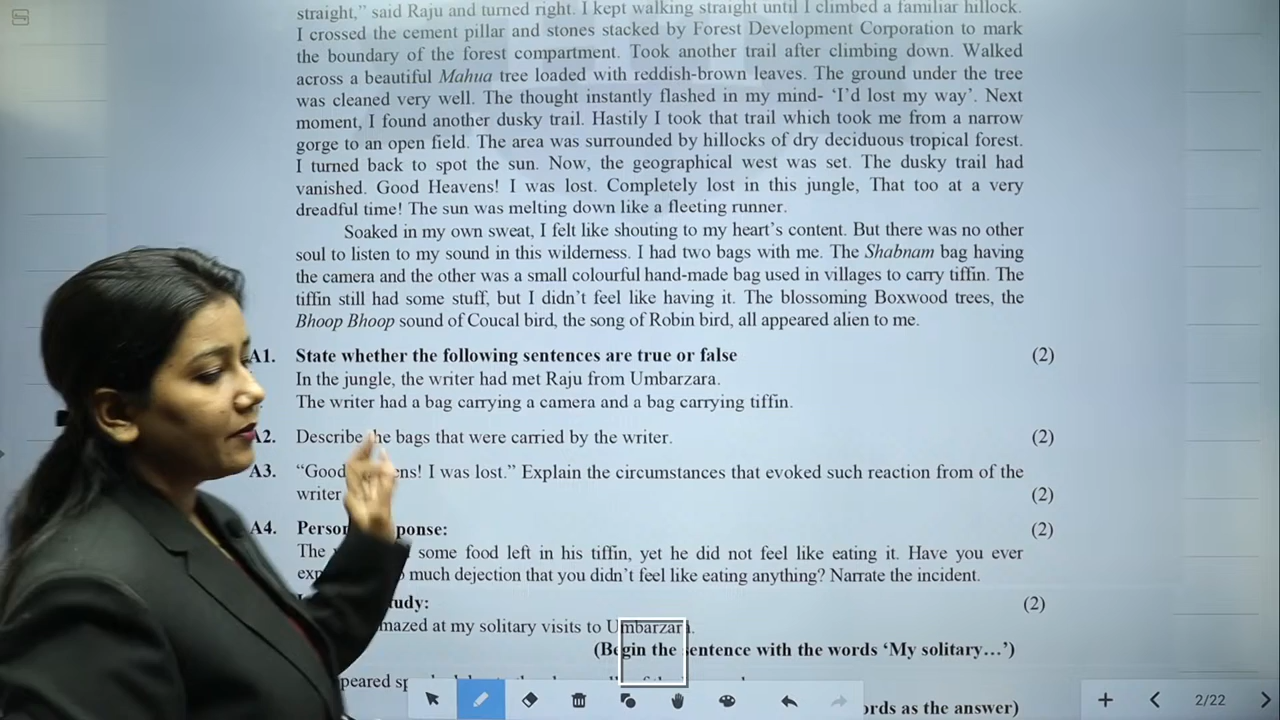 straight,” said Raju and turned right. I kept walking straight until I climbed a familiar hillock.
I crossed the cement pillar and stones stacked by Forest Development Corporation to mark
the boundary of the forest compartment. Took another trail after climbing down. Walked
across a beautiful Mahua tree loaded with reddish-brown leaves. The ground under the tree
was cleaned very well. The thought instantly flashed in my mind- ‘I’d lost my way’. Next
moment, I found another dusky trail. Hastily I took that trail which took me from a narrow
gorge to an open field. The area was surrounded by hillocks of dry deciduous tropical forest.
I turned back to spot the sun. Now, the geographical west was set. The dusky trail had
vanished. Good Heavens! I was lost. Completely lost in this jungle, That too at a very
dreadful time! The sun was melting down like a fleeting runner.
Soaked in my own sweat, I felt like shouting to my heart’s content. But there was no other
soul to listen to my sound in this wilderness. I had two bags with me. The Shabnam bag having
the camera and the other was a small colourful hand-made bag used in villages to carry tiffin. The
tiffin still had some stuff, but I didn’t feel like having it. The blossoming Boxwood trees, the
Bhoop Bhoop sound of Coucal bird, the song of Robin bird, all appeared alien to me.
A1. State whether the following sentences are true or false (2)
In the jungle, the writer had met Raju from Umbarzara.
The writer had a bag carrying a camera and a bag carrying tiffin.
A2. Describe the bags that were carried by the writer. (2)
A3. “Good ens! I was lost.” Explain the circumstances that evoked such reaction from of the
writer (2)
A4. Person ponse: (2)
The some food left in his tiffin, yet he did not feel like eating it. Have you ever
exp much dejection that you didn’t feel like eating anything? Narrate the incident.
udy: (2)
mazed at my solitary visits to Umbarzara.
(Begin the sentence with the words ‘My solitary…’)
peared
rds as the answer)
2/22